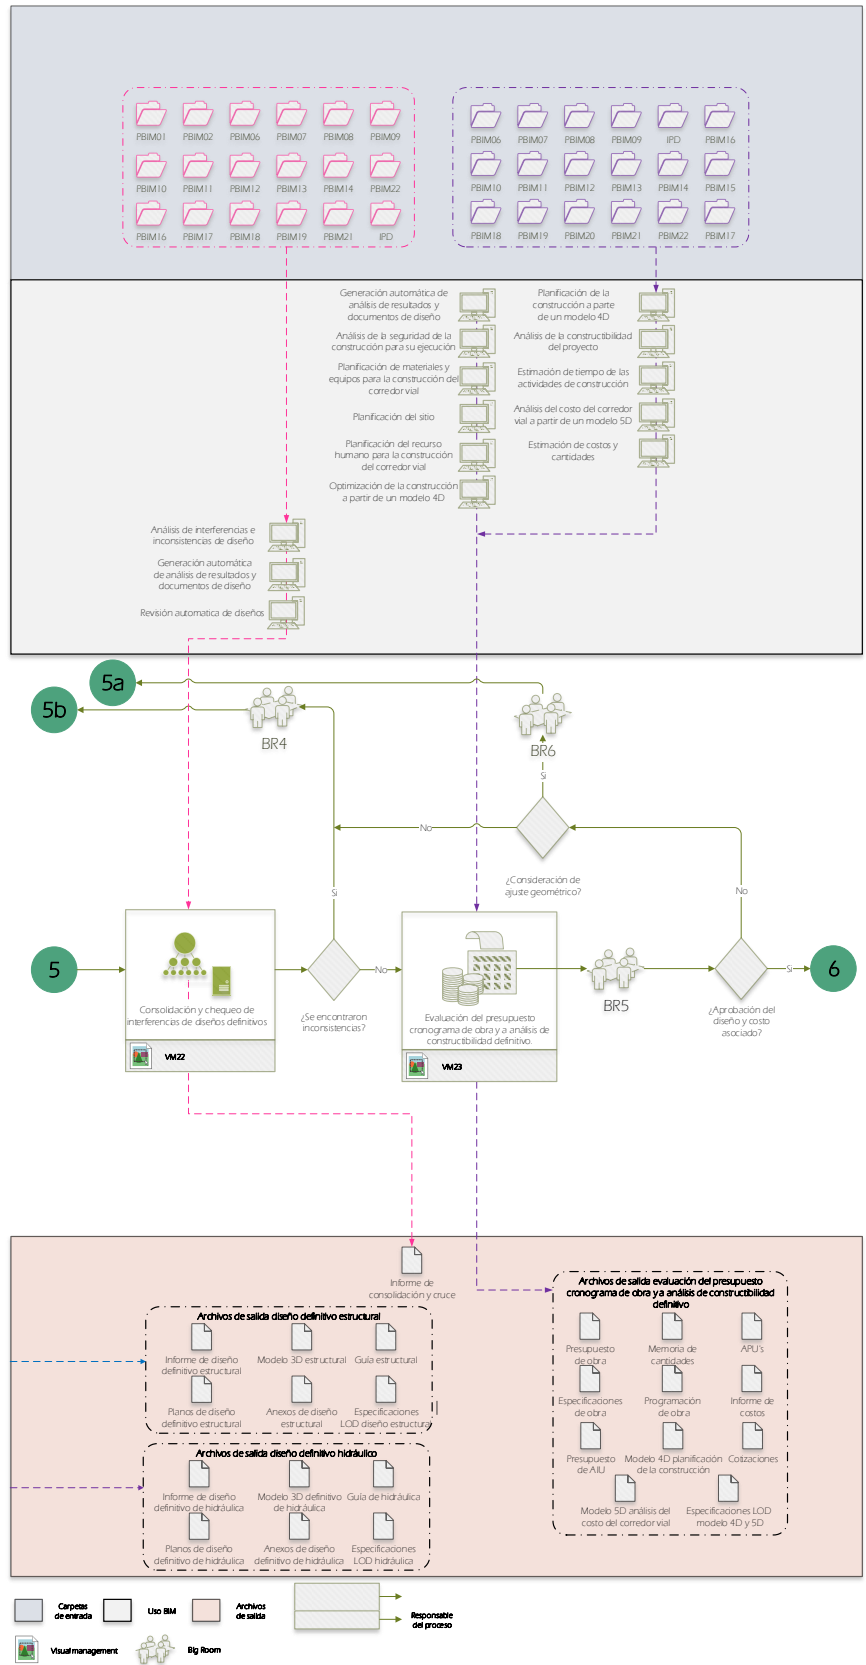 PBIM01 PBIM02 PBIM06 PBIM07 PBIM08 PBIM09
PBIM10 PBIM11 PBIM12 PBIM13 PBIM14 PBIM22
PBIM16 PBIM17 PBIM18 PBIM19 PBIM21 IPD
PBIM06 PBIM07 PBIM08 PBIM09 IPD PBIM16
PBIM10 PBIM11 PBIM12 PBIM13 PBIM14 PBIM15
PBIM18 PBIM19 PBIM20 PBIM21 PBIM22 PBIM17
Generación automática de
análisis de resultados y
documentos de diseño
Análisis de la seguridad de la
construcción para su ejecución
Planificación de materiales y
equipos para la construcción del
corredor vial
Planificación del sitio
Planificación del recurso
humano para la construcción
del corredor vial
Optimización de la construcción
a partir de un modelo 4D
Planificación de la
construcción a parte
de un modelo 4D
Análisis de la constructibilidad
del proyecto
Estimación de tiempo de las
actividades de construcción
Análisis del costo del corredor
vial a partir de un modelo 5D
Estimación de costos y
cantidades
Análisis de interferencias e
inconsistencias de diseño
Generación automática
de análisis de resultados y
documentos de diseño
Revisión automatica de diseños
5a
5b
BR4
BR6
Si
No
¿Consideración de
ajuste geométrico?
Si
No
5
Consolidación y chequeo de
interferencias de diseños definitivos
VM22
¿Se encontraron
inconsistencias?
No
Evaluación del presupuesto
cronograma de obra y a análisis de
constructibilidad definitivo.
VM23
BR5
¿Aprobación del
diseño y costo
asociado?
Si
6
Informe de
consolidación y cruce
Archivos de salida diseño definitivo estructural
Informe de diseño
definitivo estructural
Modelo 3D estructural
Guía estructural
Planos de diseño
definitivo estructural
Anexos de diseño
estructural
Especificaciones
LOD diseño estructural
Archivos de salida diseño definitivo hidráulico
Informe de diseño
definitivo de hidráulica
Modelo 3D definitivo
de hidráulica
Guía de hidráulica
Planos de diseño
definitivo de hidráulica
Anexos de diseño
definitivo de hidráulica
Especificaciones
LOD hidráulica
Archivos de salida evaluación del presupuesto
cronograma de obra y a análisis de constructibilidad
definitivo
Presupuesto
de obra
Memoria de
cantidades
APU's
Especificaciones
de obra
Programación
de obra
Informe de
costos
Presupuesto
de AIU
Modelo 4D planificación
de la construcción
Cotizaciones
Modelo 5D análisis del
costo del corredor vial
Especificaciones LOD
modelo 4D y 5D
Carpetas
de entrada
Uso BIM
Archivos
de salida
Responsable
del proceso
Visual management
Big Room